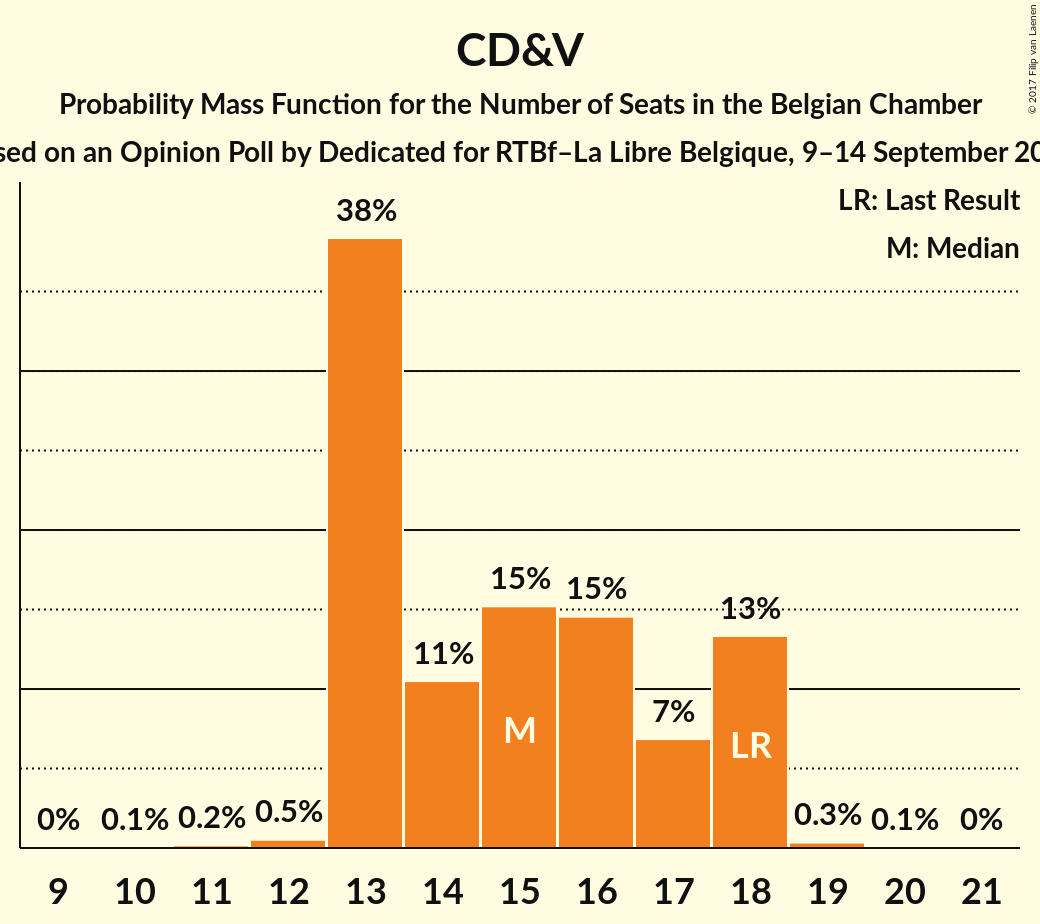 CD&V
Probability Mass Function for the Number of Seats in the Belgian Chamber
on an Opinion Poll by Dedicated for RTBf–La Libre Belgique, 9–14 September
© 2017 Filip van Laenen
LR: Last Result
M: Median
38%
15%
15%
13%
11%
7%
M
LR
0%
0.1%
0.2%
0.5%
0.3%
0.1%
0%
9 10 11 12 13 14 15 16 17 18 19 20 21